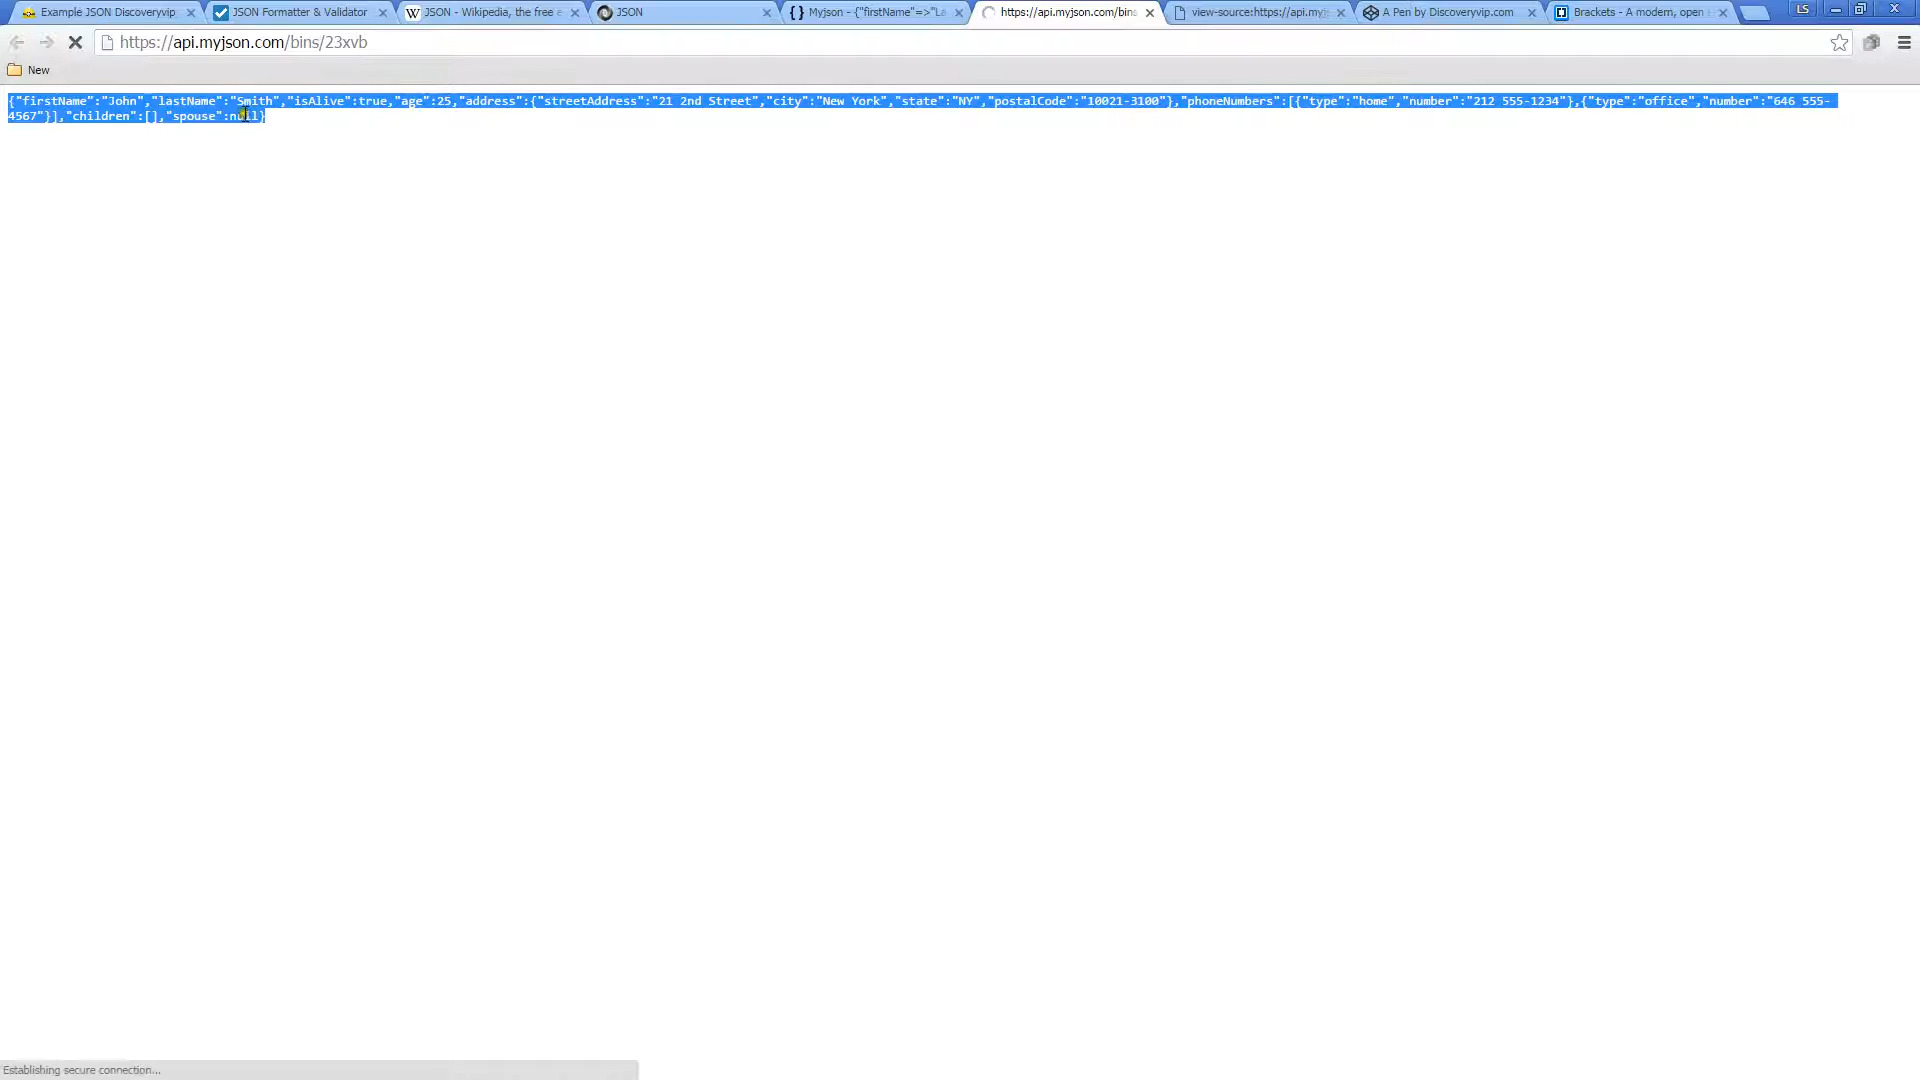 Example JSON Discoveryvip
JSON Formatter & Validator
JSON - Wikipedia, the free e
JSON
{ } Myjson - {"firstName"=>"La
https://api.myjson.com/bins
view-source:https://api.myjs
A Pen by Discoveryvip.com
Brackets - A modern, open
LS
https://api.myjson.com/bins/23xvb
New
{"firstName":"John","lastName":"Smith","isAlive":true,"age":25,"address":{"streetAddress":"21 2nd Street","city":"New York","state":"NY","postalCode":"10021-3100"},"phoneNumbers":[{"type":"home","number":"212 555-1234"},{"type":"office","number":"646 555-
4567"}],"children":[],"spouse":null}
Establishing secure connection...